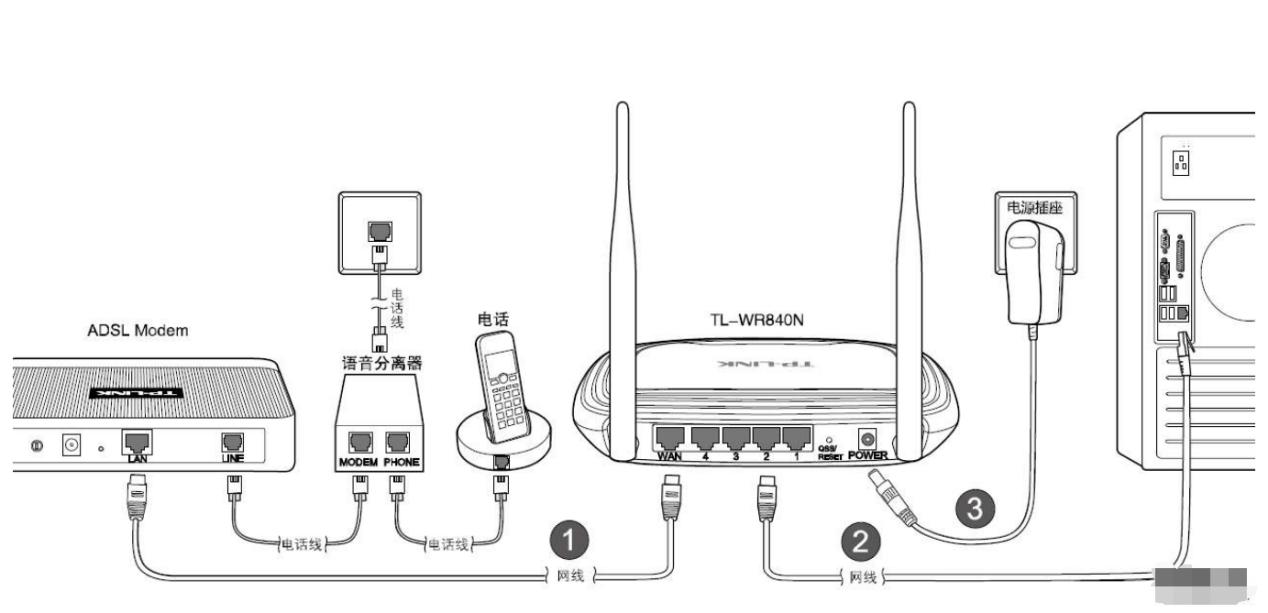 电源插座
电话线
电话
TL-WR840N
ADSL Modem
语音分离器
TP-LINK
TP-LINK
LAN
LINE
MODEM PHONE
WAN 4 3 2 1 QSS/RESET POWER
电话线
电话线
1
网线
2
网线
3